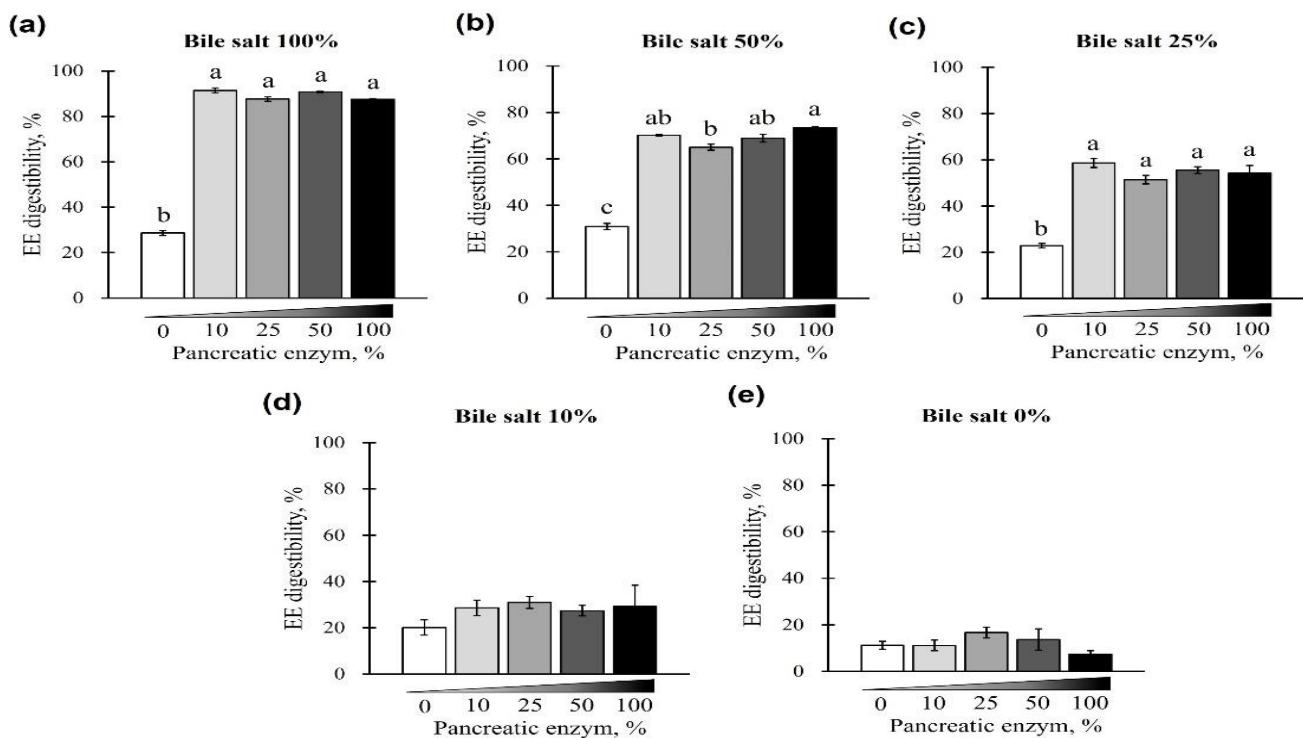 (a)
Bile salt 100%
EE digestibility, %
100
80
60
40
20
0
b
a
a
a
a
0 10 25 50 100
Pancreatic enzym, %
(b)
Bile salt 50%
EE digestibility, %
100
80
60
40
20
0
c
ab
b
ab
a
0 10 25 50 100
Pancreatic enzym, %
(c)
Bile salt 25%
EE digestibility, %
100
80
60
40
20
0
b
a
a
a
a
0 10 25 50 100
Pancreatic enzym, %
(d)
Bile salt 10%
EE digestibility, %
100
80
60
40
20
0
0 10 25 50 100
Pancreatic enzym, %
(e)
Bile salt 0%
EE digestibility, %
100
80
60
40
20
0
0 10 25 50 100
Pancreatic enzym, %